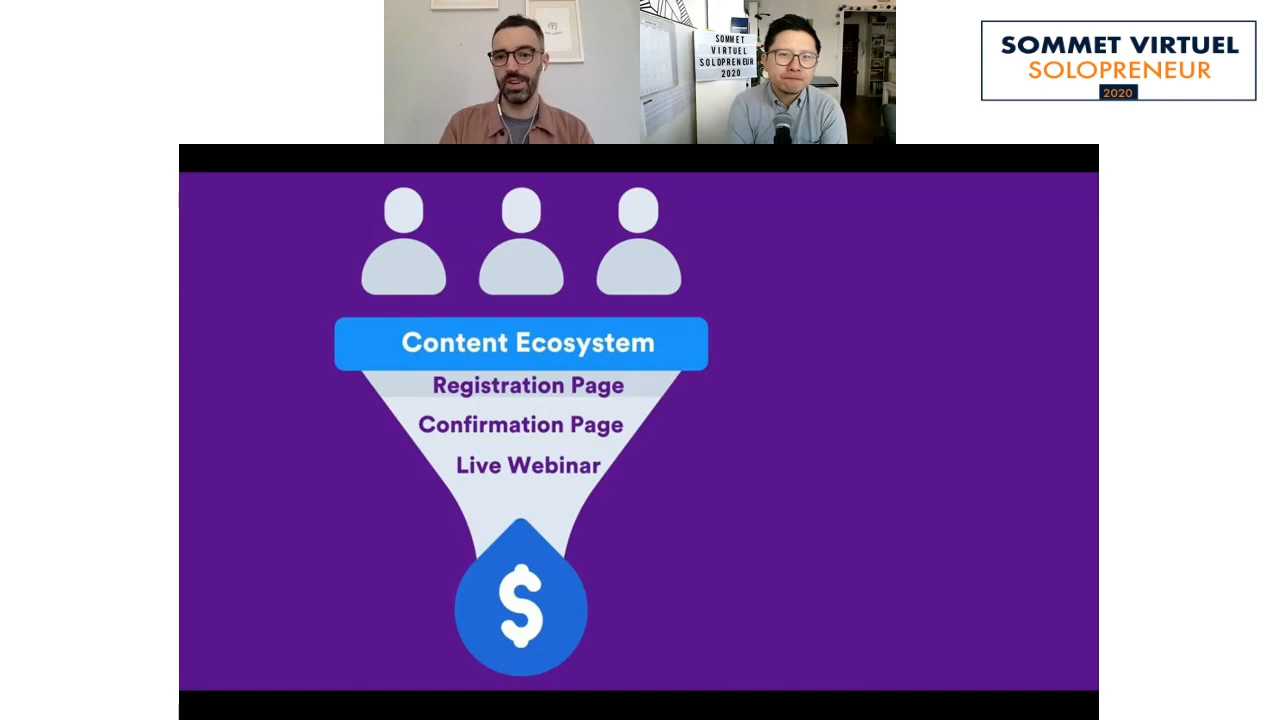 SOMMET
VIRTUEL
SOLOPRENEUR
2020
SOMMET VIRTUEL
SOLOPRENEUR
2020
Content Ecosystem
Registration Page
Confirmation Page
Live Webinar
$